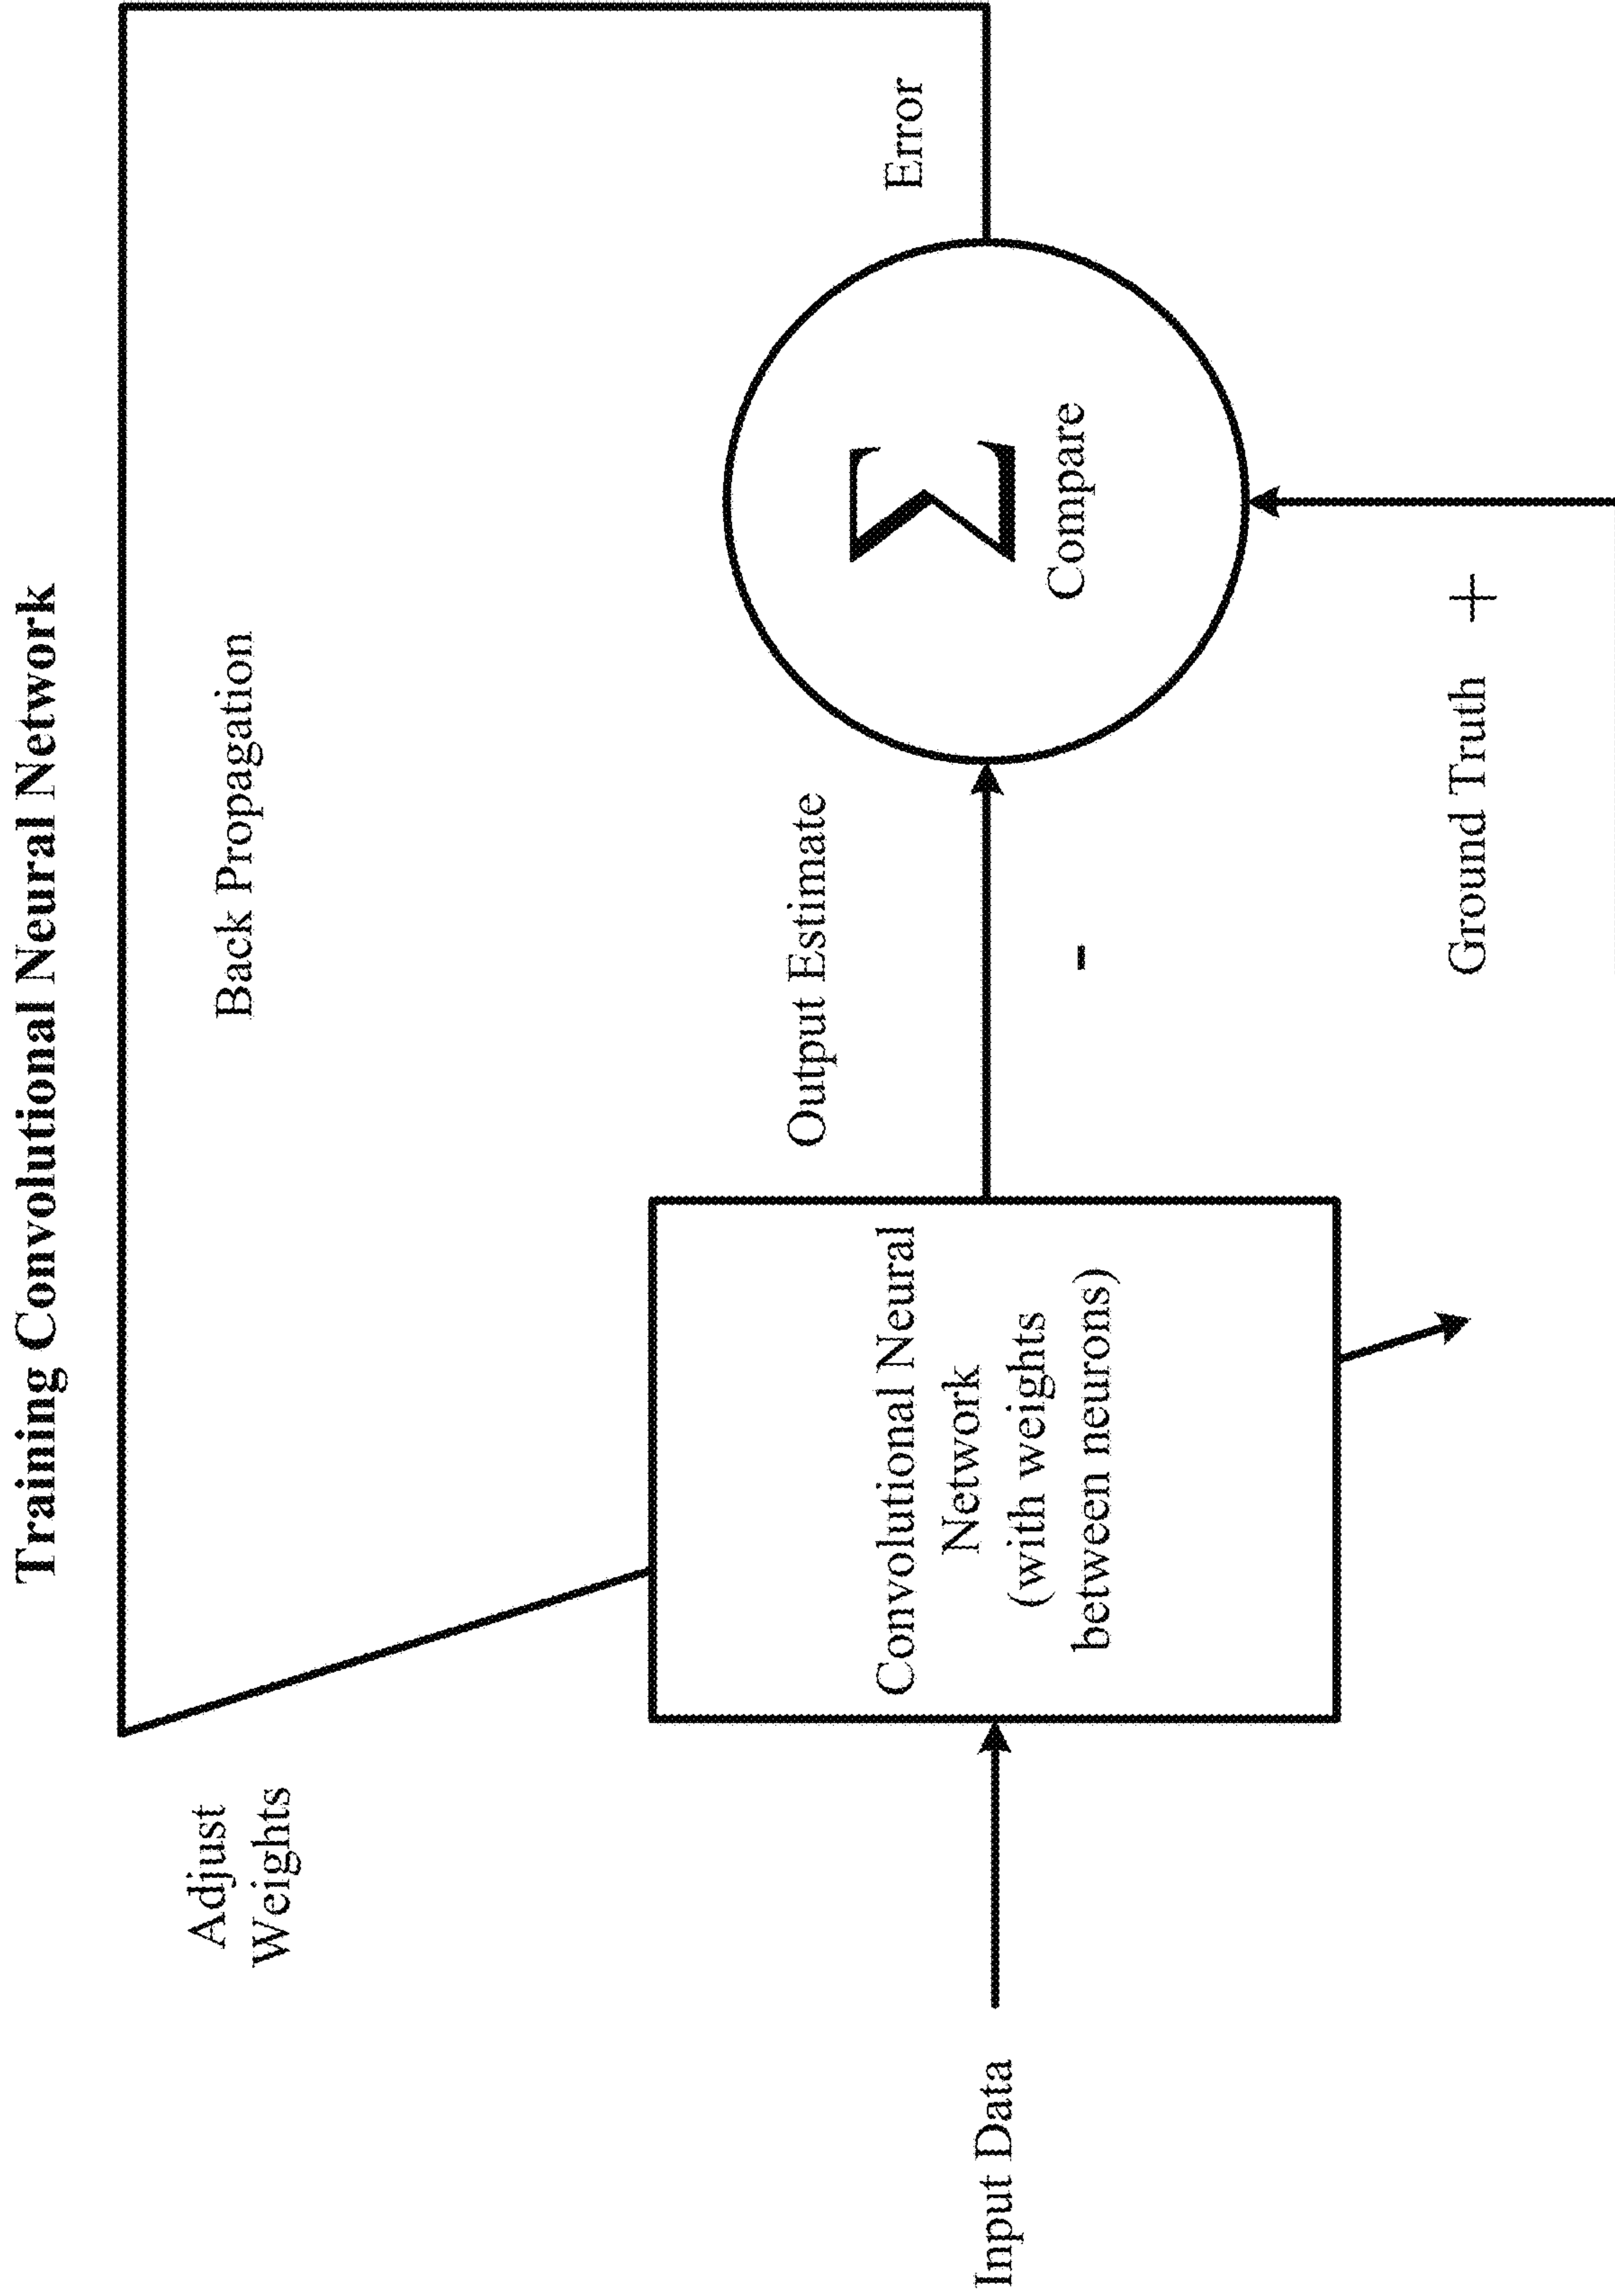 Training Convolutional Neural Network
Back Propagation
Adjust
Weights
Error
Output Estimate
-
Σ
Compare
Convolutional Neural
Network
(with weights
between neurons)
Input Data
Ground Truth +